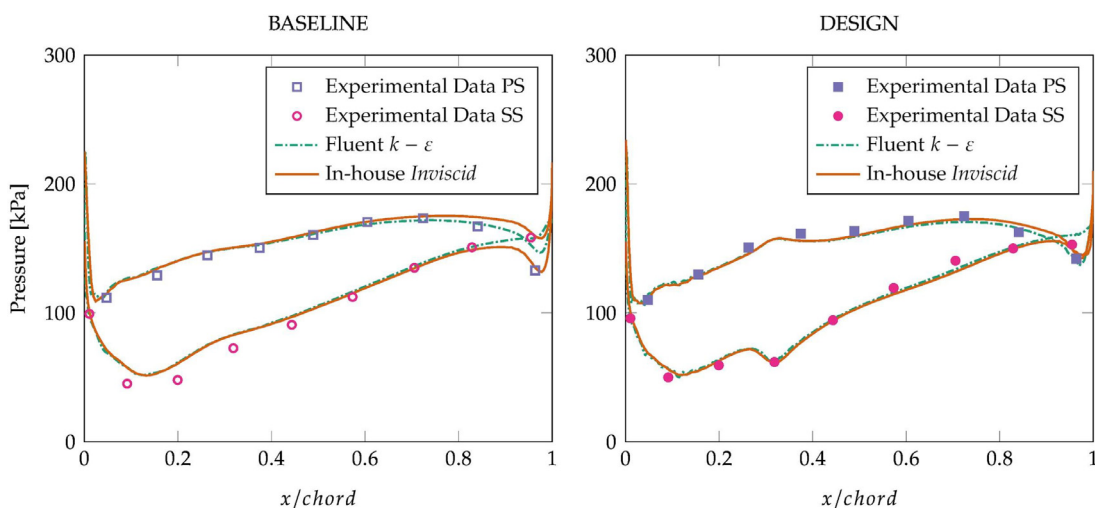 BASELINE
300
200
100
0
Pressure [kPa]
Experimental Data PS
Experimental Data SS
Fluent k − ε
In-house Inviscid
0 0.2 0.4 0.6 0.8 1
x/chord
DESIGN
300
200
100
0
Experimental Data PS
Experimental Data SS
Fluent k − ε
In-house Inviscid
0 0.2 0.4 0.6 0.8 1
x/chord